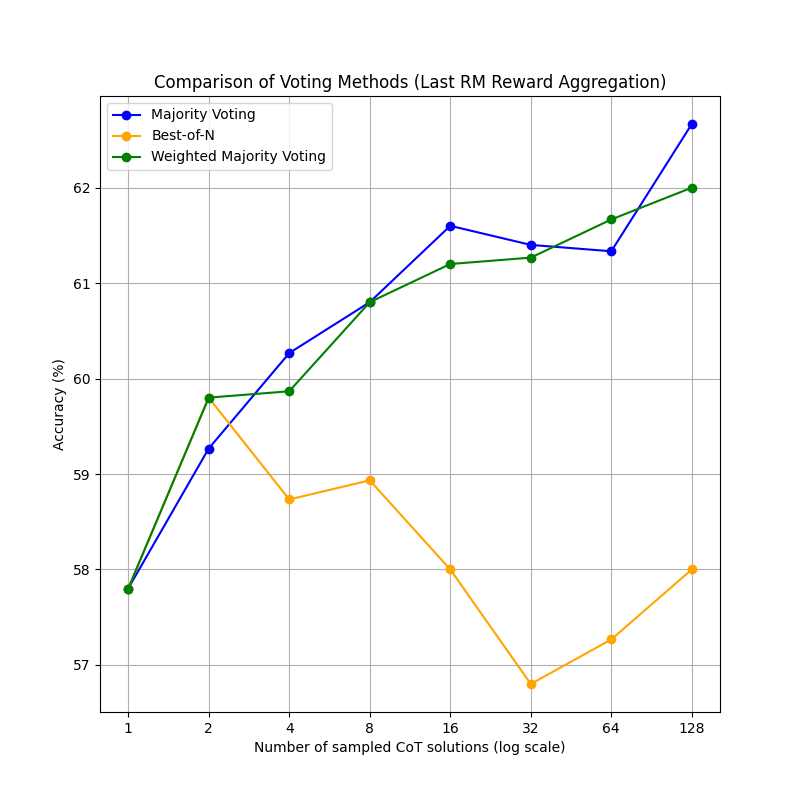 Comparison of Voting Methods (Last RM Reward Aggregation)
Majority Voting
Best-of-N
Weighted Majority Voting
62
61
60
59
58
57
Accuracy (%)
1 2 4 8 16 32 64 128
Number of sampled CoT solutions (log scale)